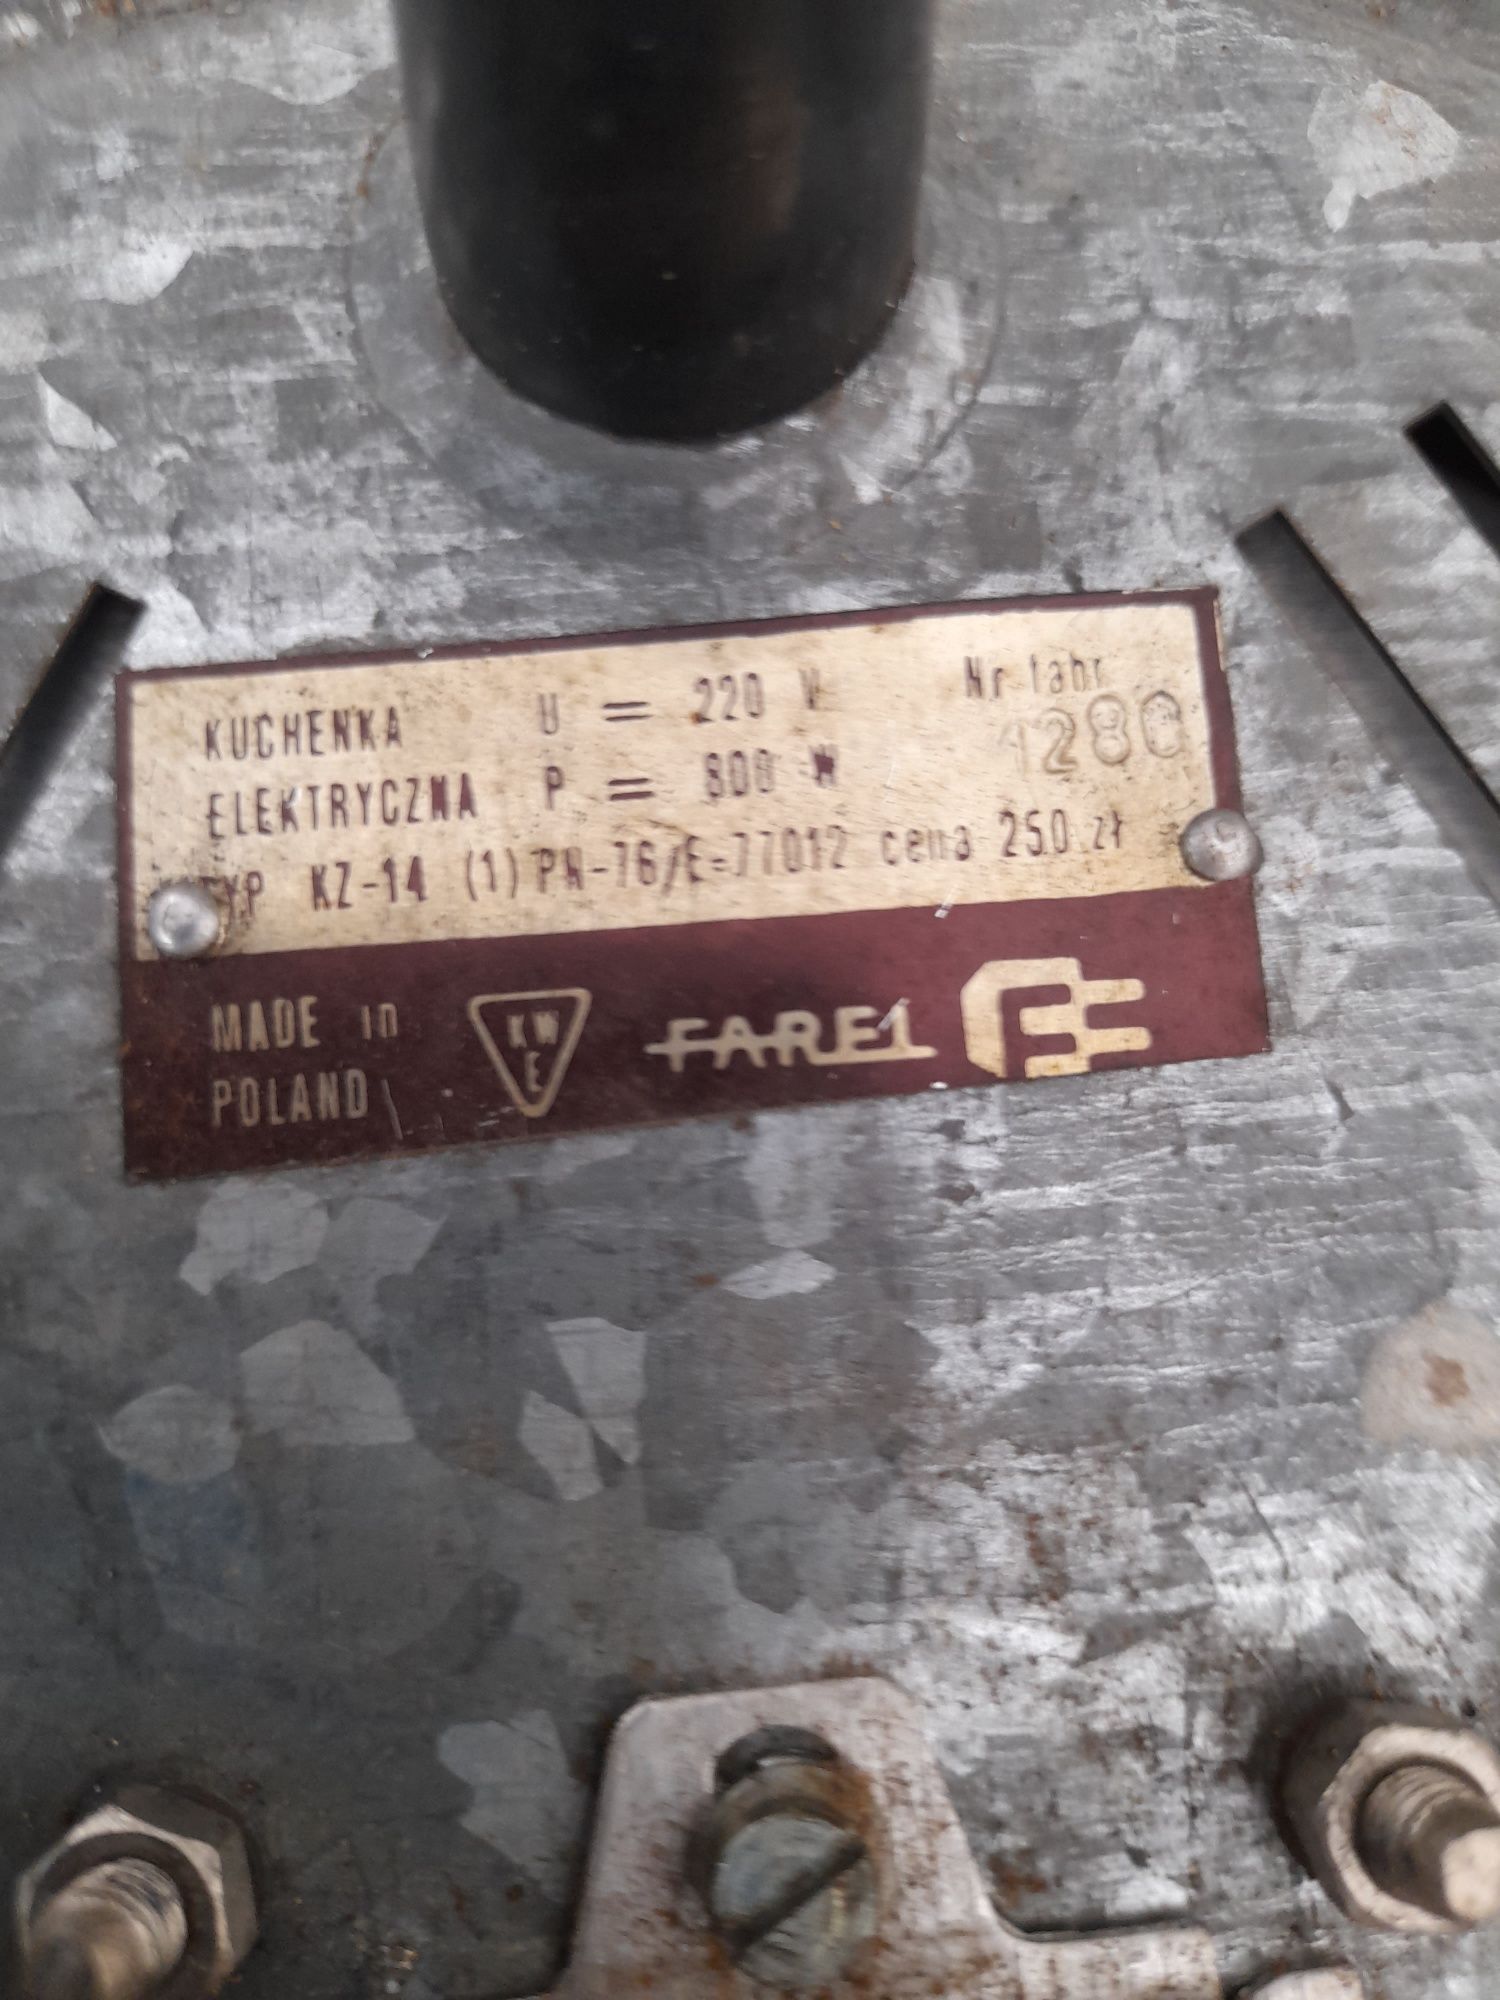 KUCHENKA U = 220 V Nr fabr.
1280
ELEKTRYCZNA P = 800 W
TYP KZ-14 (1) PN-76/E-77012 cena 250 zł
MADE in
POLAND
KWE
FAREL